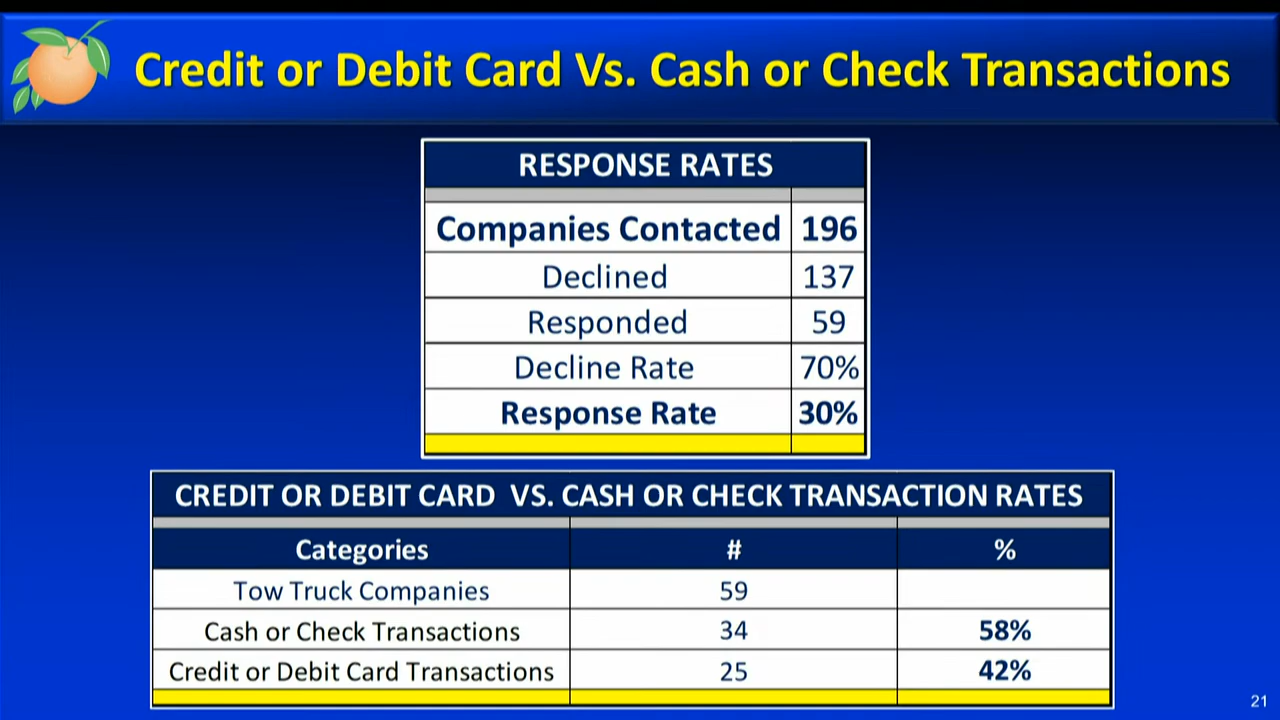 Credit or Debit Card Vs. Cash or Check Transactions
RESPONSE RATES
Companies Contacted 196
Declined 137
Responded 59
Decline Rate 70%
Response Rate 30%
CREDIT OR DEBIT CARD VS. CASH OR CHECK TRANSACTION RATES
Categories # %
Tow Truck Companies 59
Cash or Check Transactions 34 58%
Credit or Debit Card Transactions 25 42%
21